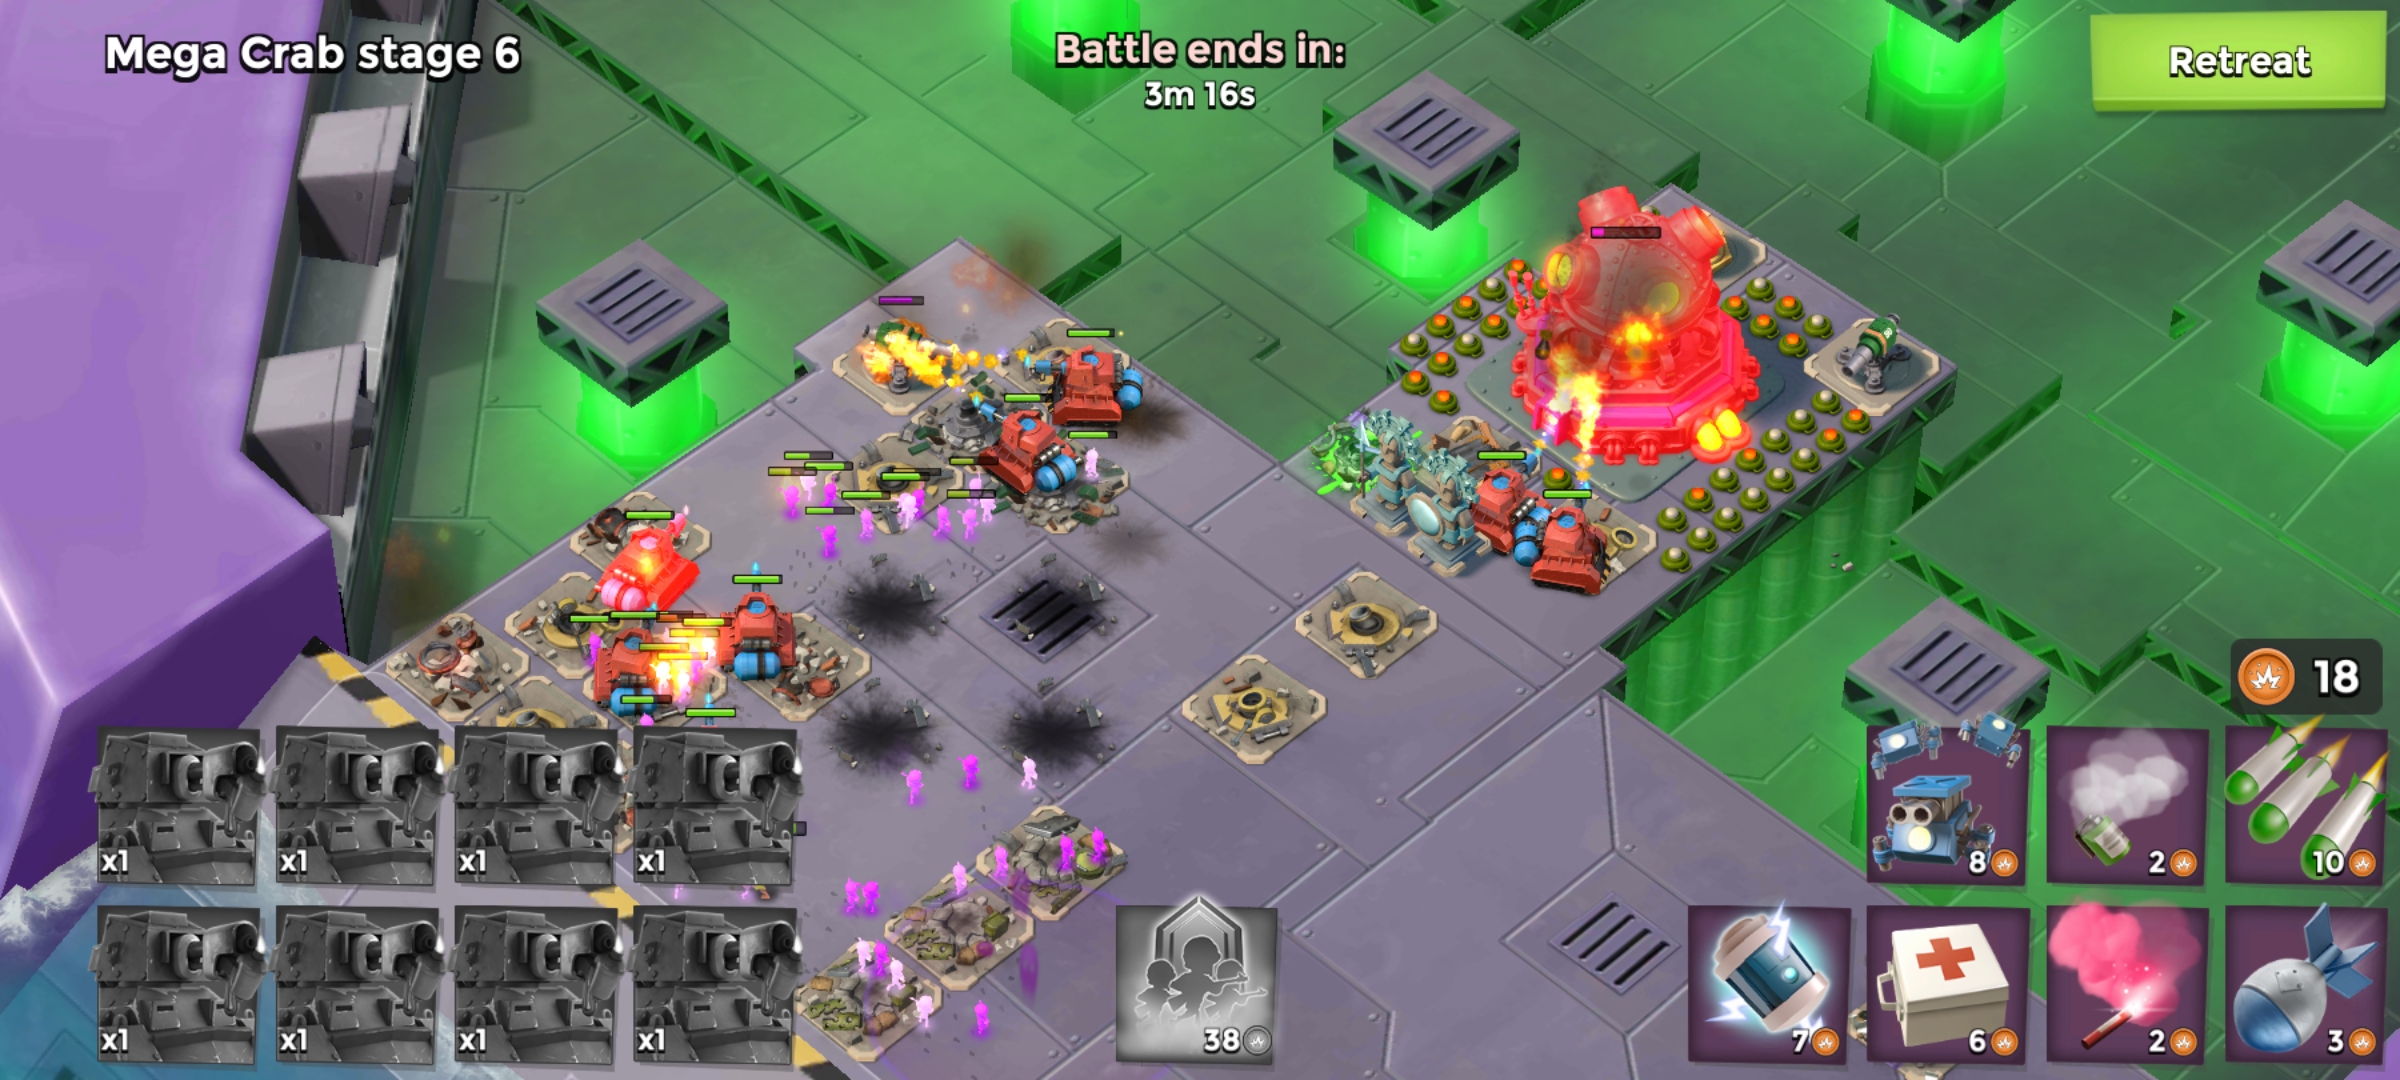 Mega Crab stage 6
Battle ends in:
3m 16s
Retreat
18
x1 x1 x1 x1
8 2 10
x1 x1 x1 x1
38
7 6 2 3